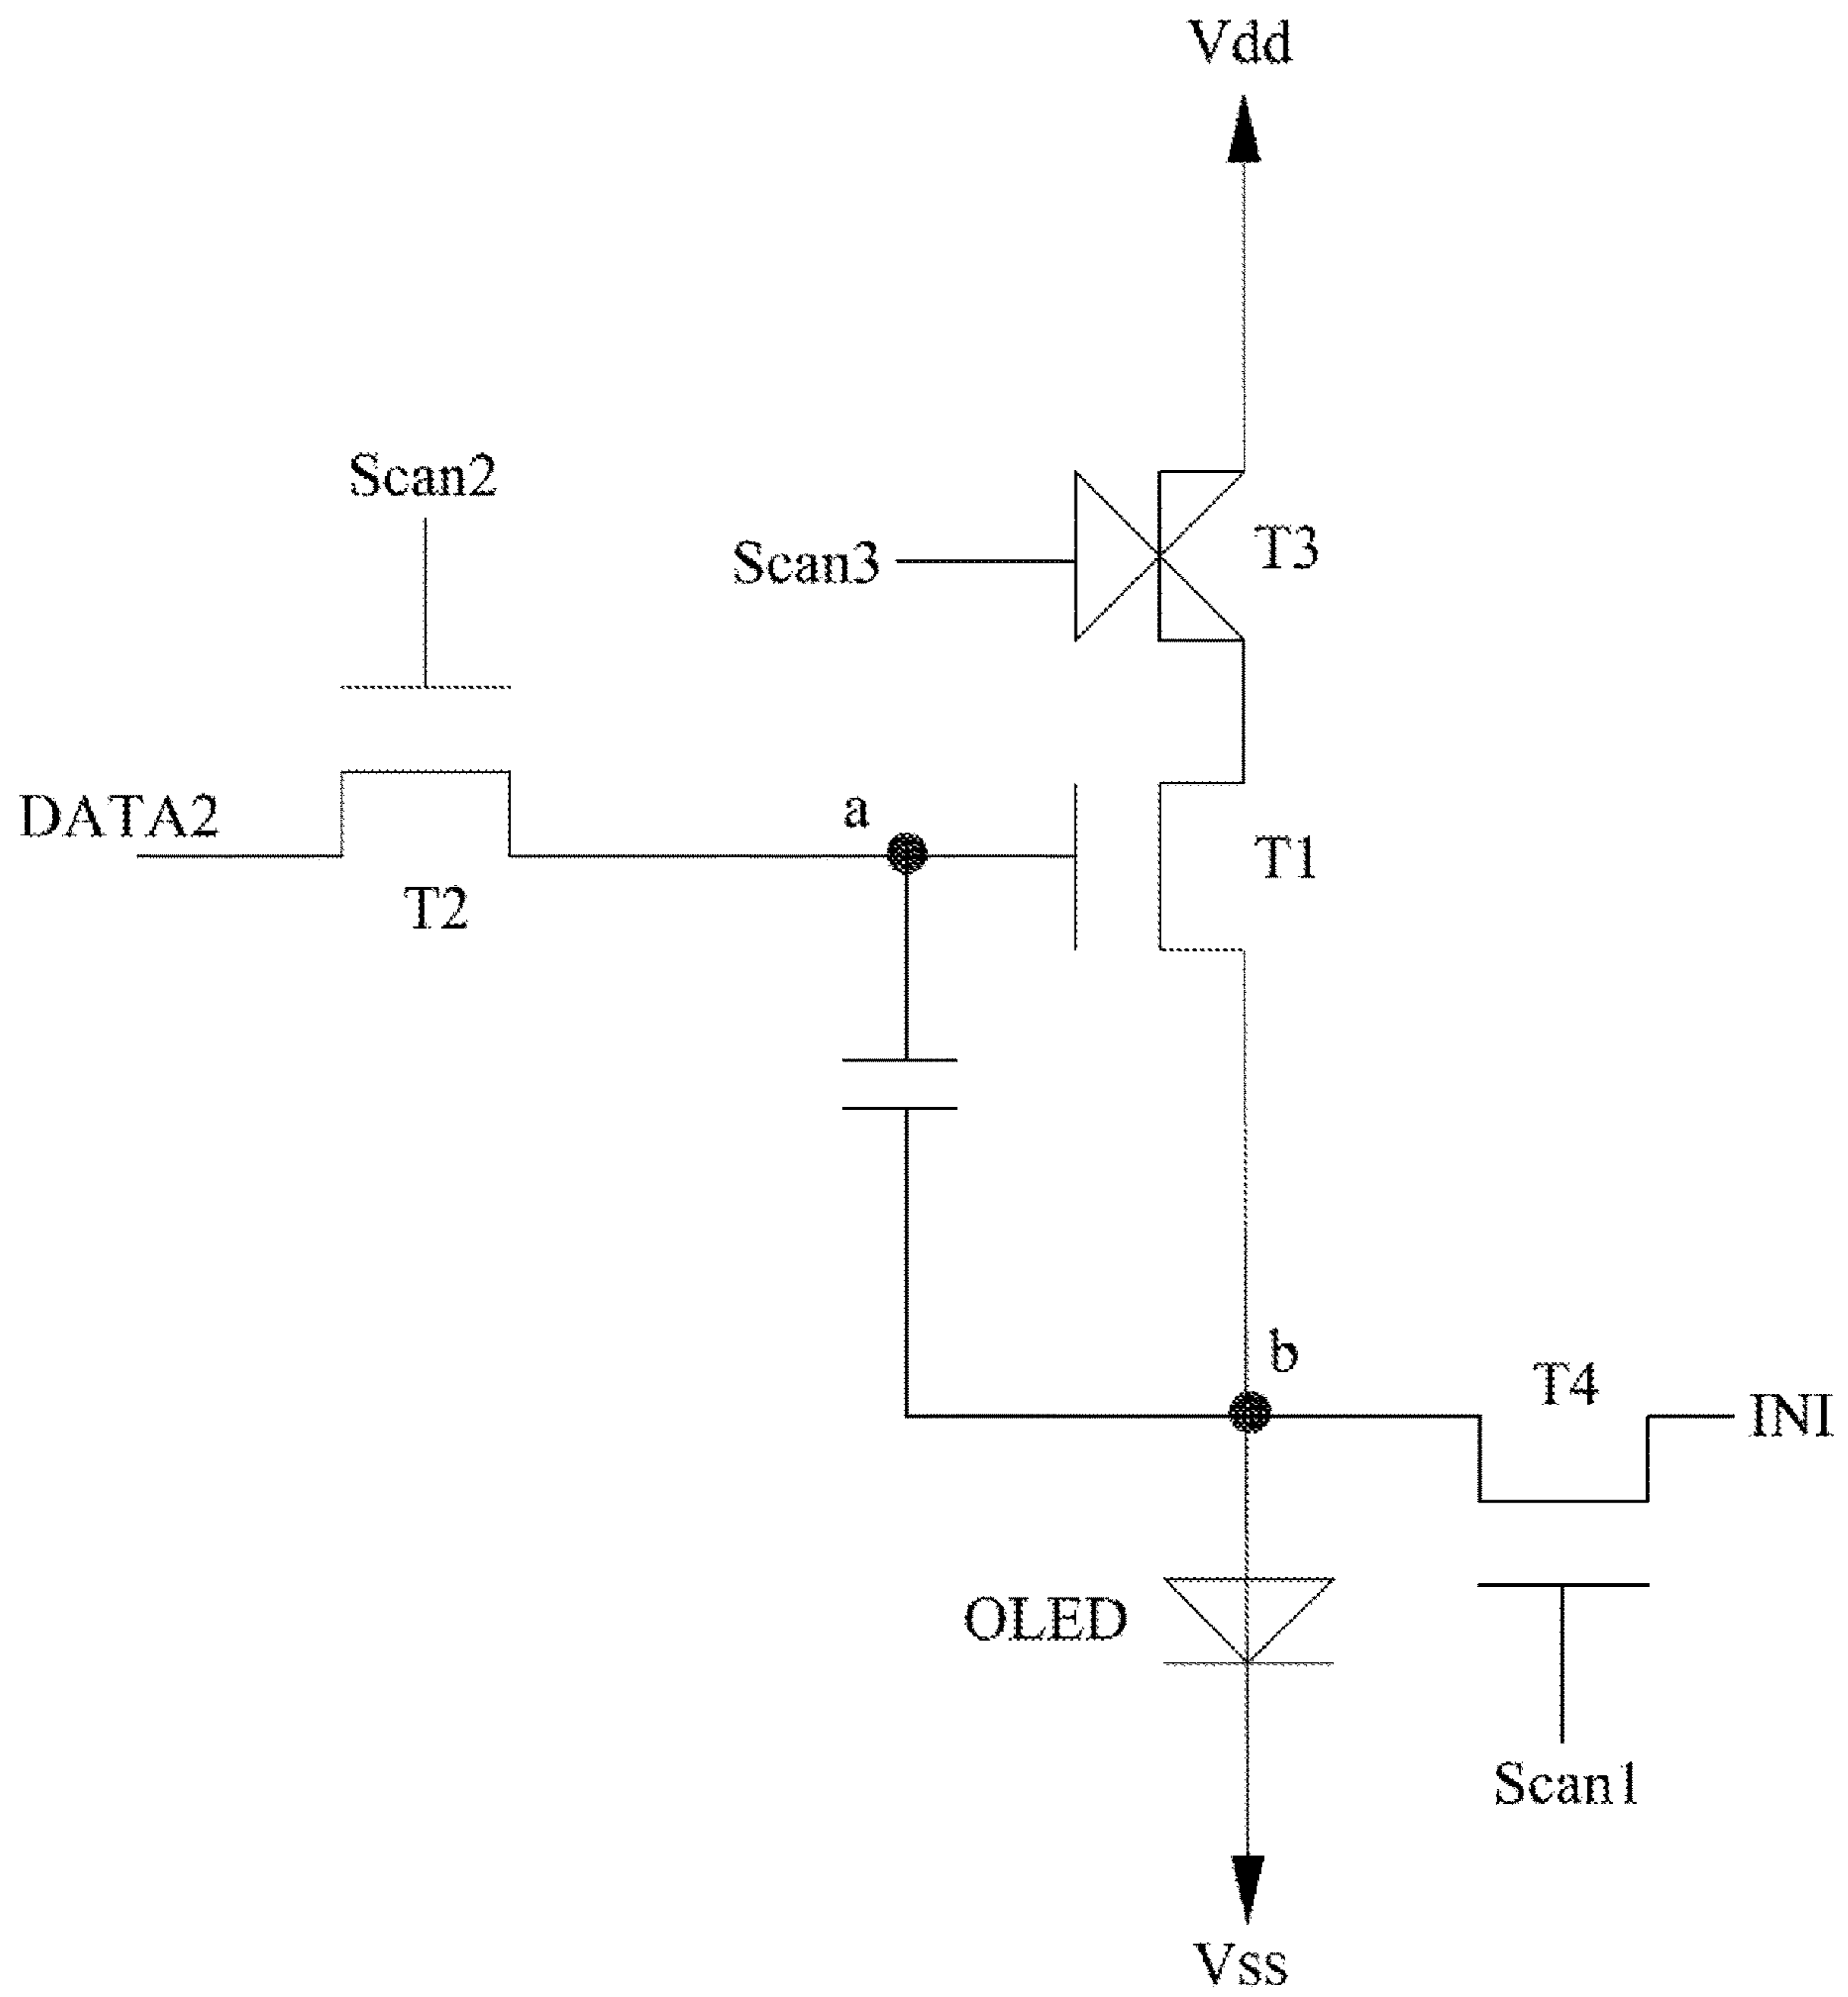 Vdd
Scan2
Scan3
T3
DATA2
a
T1
T2
b
T4
INI
OLED
Scan1
Vss